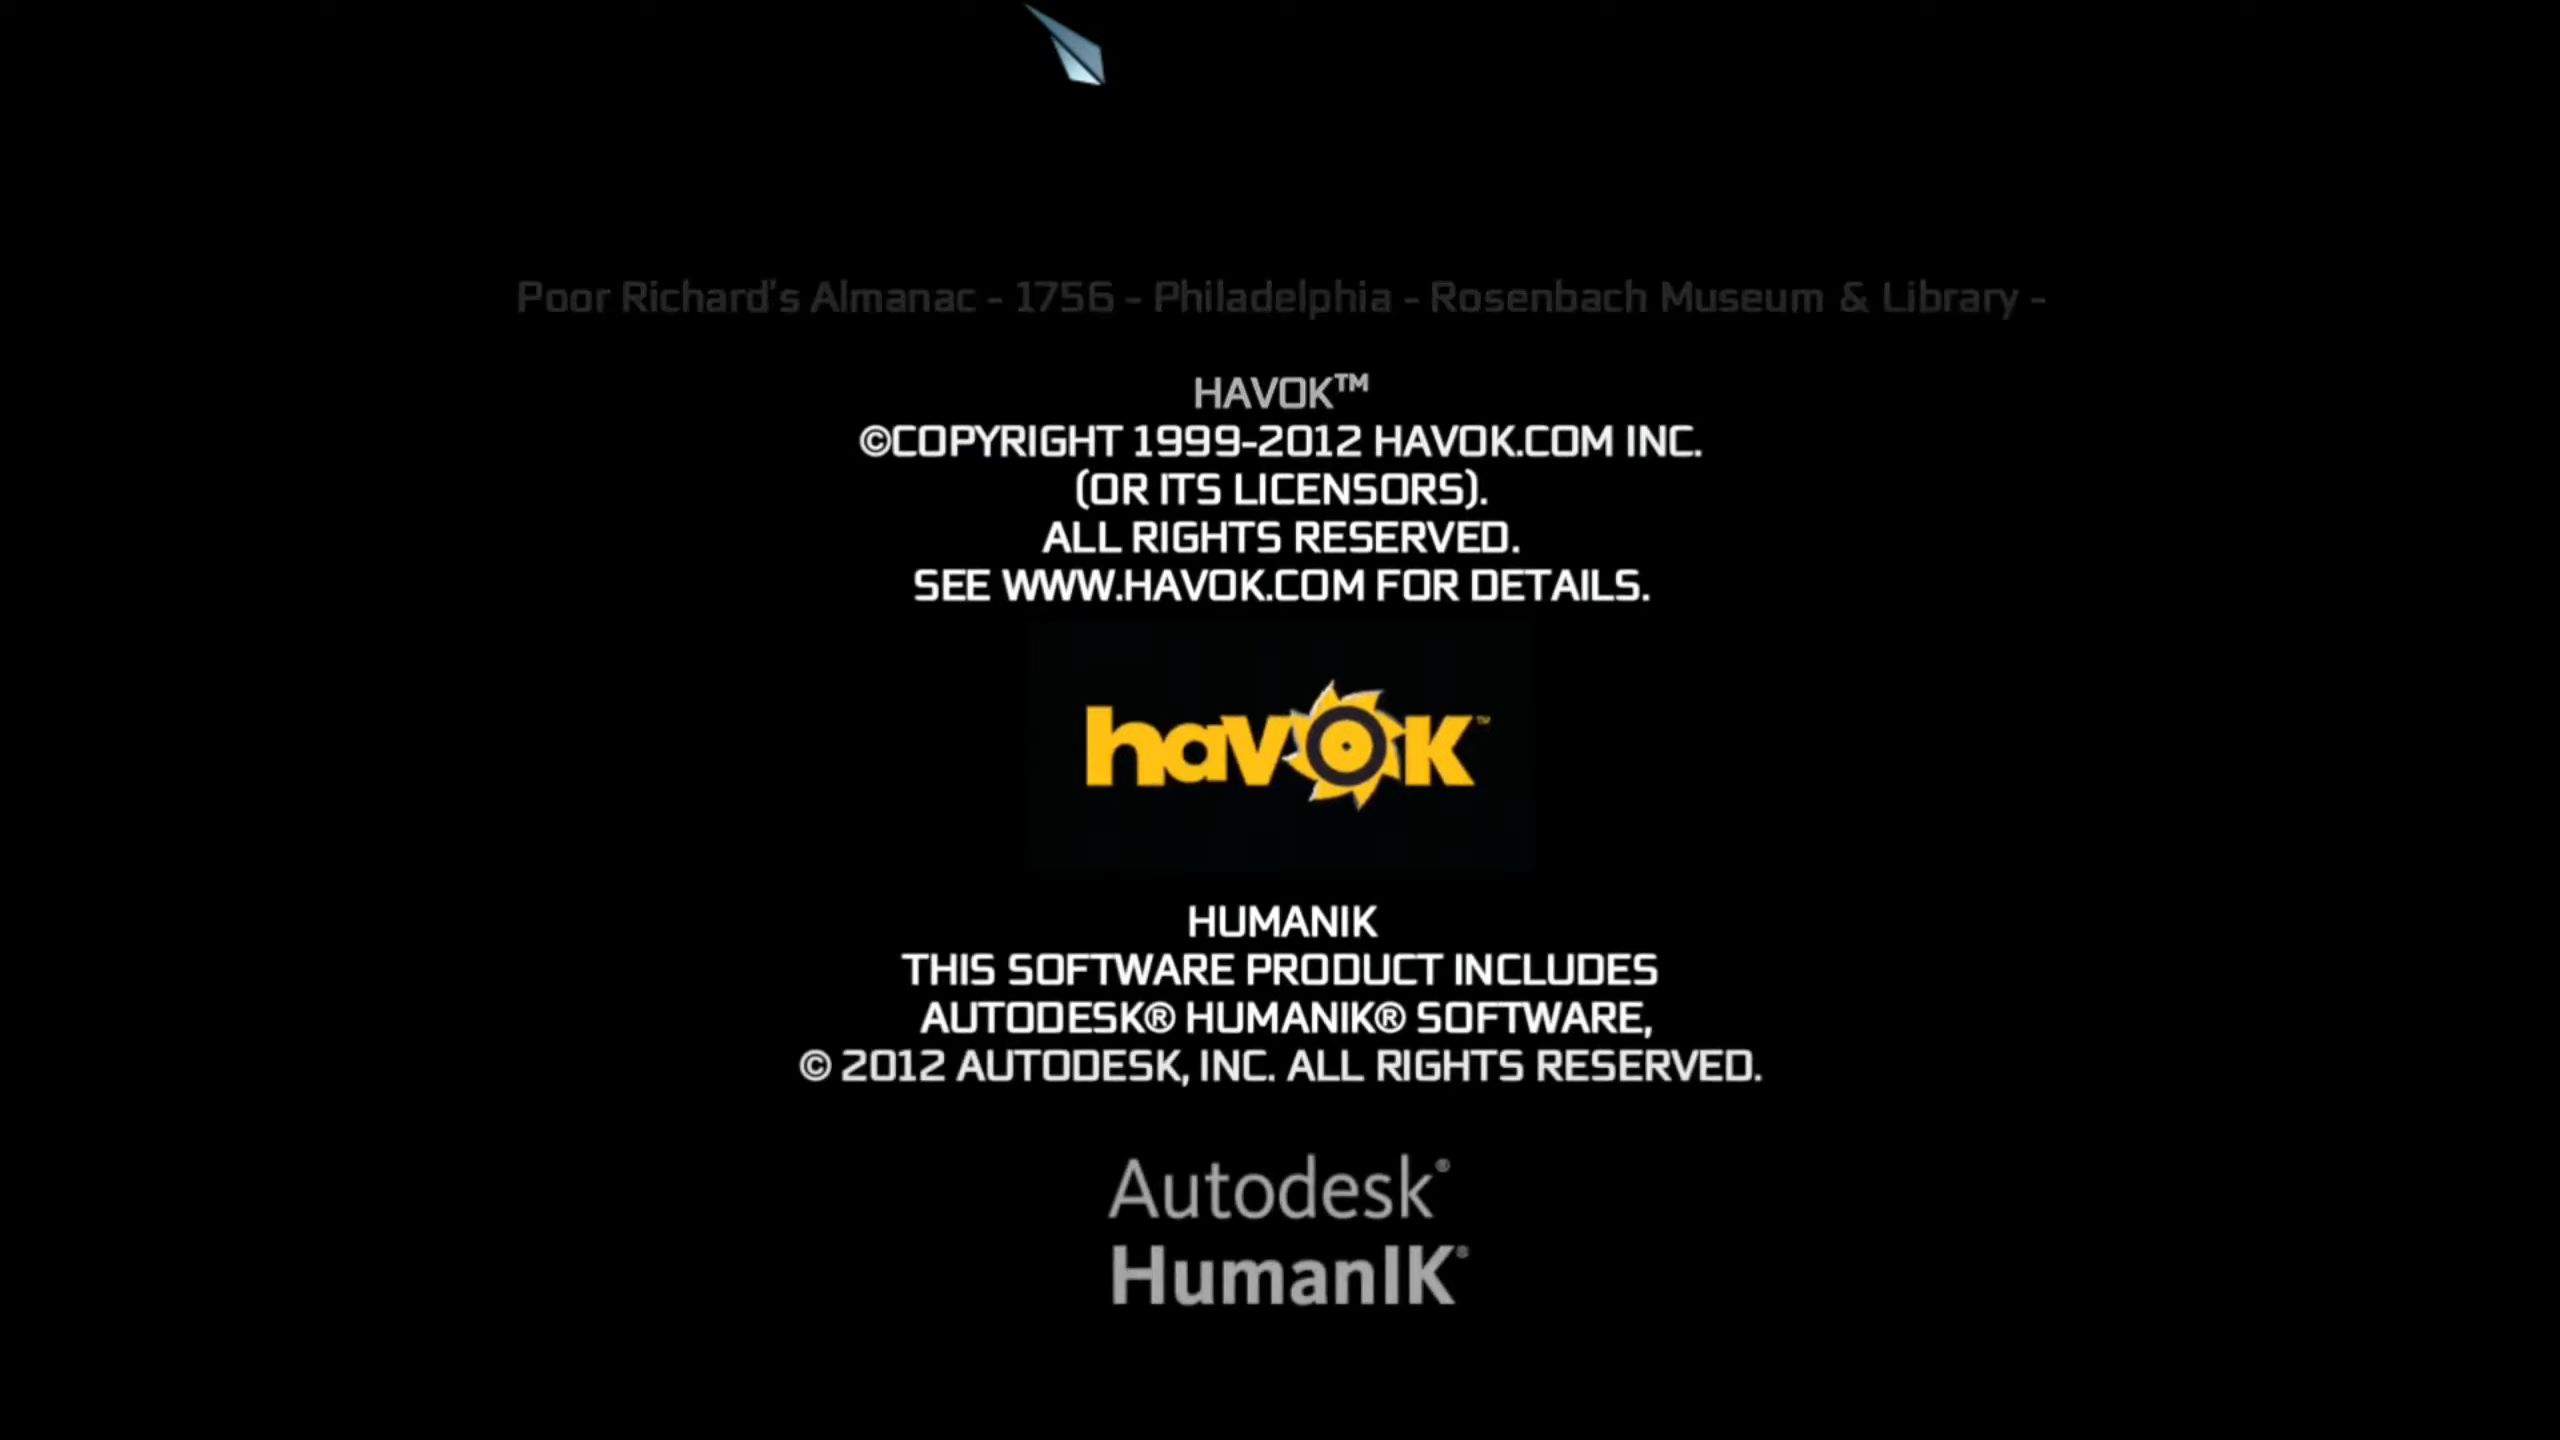 Poor Richard's Almanac - 1756 - Philadelphia - Rosenbach Museum & Library -
HAVOK™
©COPYRIGHT 1999-2012 HAVOK.COM INC.
(OR ITS LICENSORS).
ALL RIGHTS RESERVED.
SEE WWW.HAVOK.COM FOR DETAILS.
havok™
HUMANIK
THIS SOFTWARE PRODUCT INCLUDES
AUTODESK® HUMANIK® SOFTWARE,
© 2012 AUTODESK, INC. ALL RIGHTS RESERVED.
Autodesk®
HumanIK®